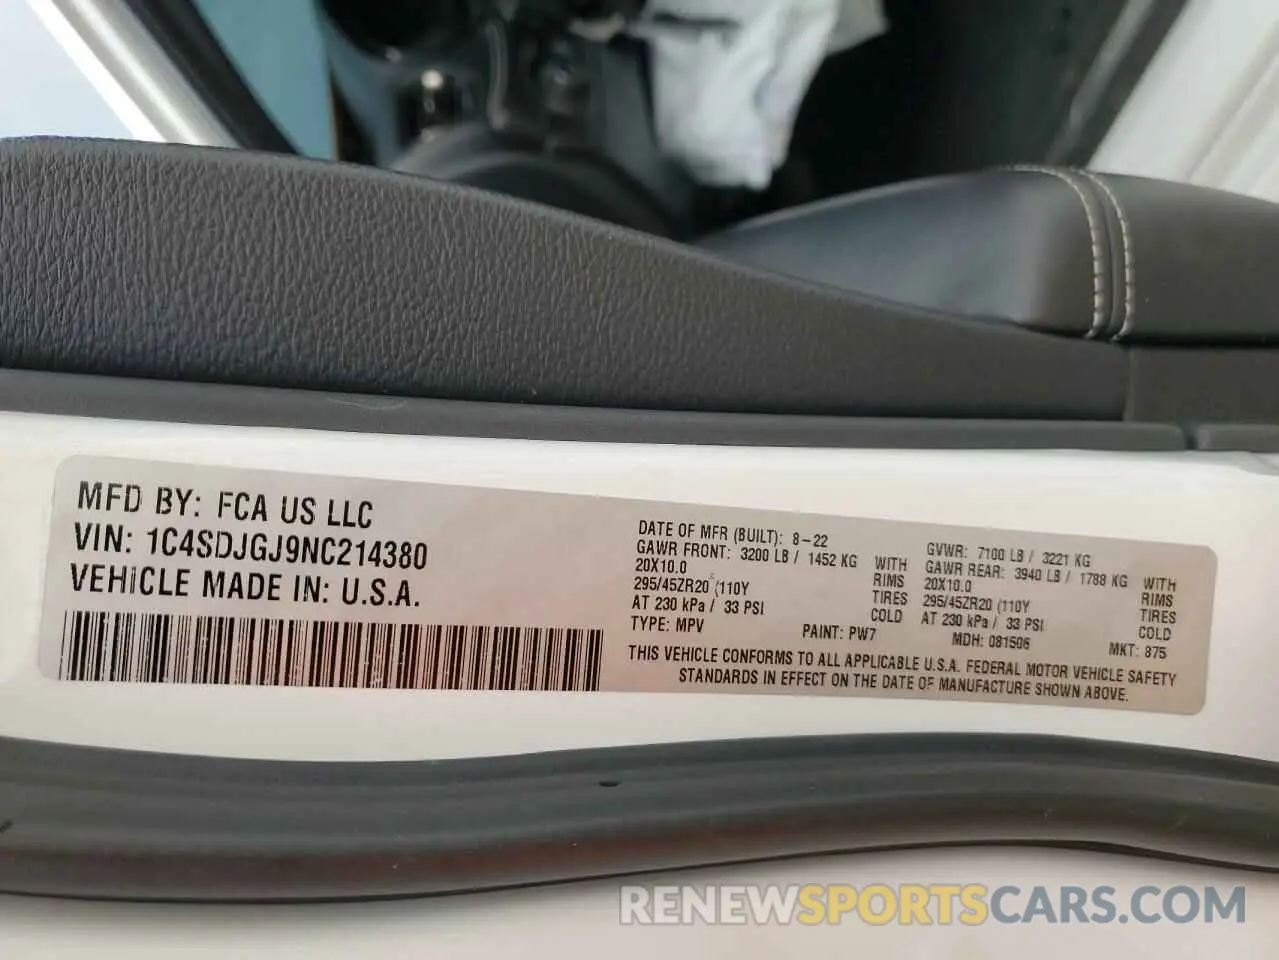 MFD BY: FCA US LLC
VIN: 1C4SDJGJ9NC214380
VEHICLE MADE IN: U.S.A.
DATE OF MFR (BUILT): 8-22
GAWR FRONT: 3200 LB / 1452 KG WITH
20X10.0 RIMS
295/45ZR20 (110Y TIRES
AT 230 kPa / 33 PSI COLD
TYPE: MPV PAINT: PW7
GVWR: 7100 LB / 3221 KG
GAWR REAR: 3940 LB / 1788 KG WITH
20X10.0 RIMS
295/45ZR20 (110Y TIRES
AT 230 kPa / 33 PSI COLD
MDH: 081506 MKT: 875
THIS VEHICLE CONFORMS TO ALL APPLICABLE U.S.A. FEDERAL MOTOR VEHICLE SAFETY
STANDARDS IN EFFECT ON THE DATE OF MANUFACTURE SHOWN ABOVE.
RENEWSPORTSCARS.COM